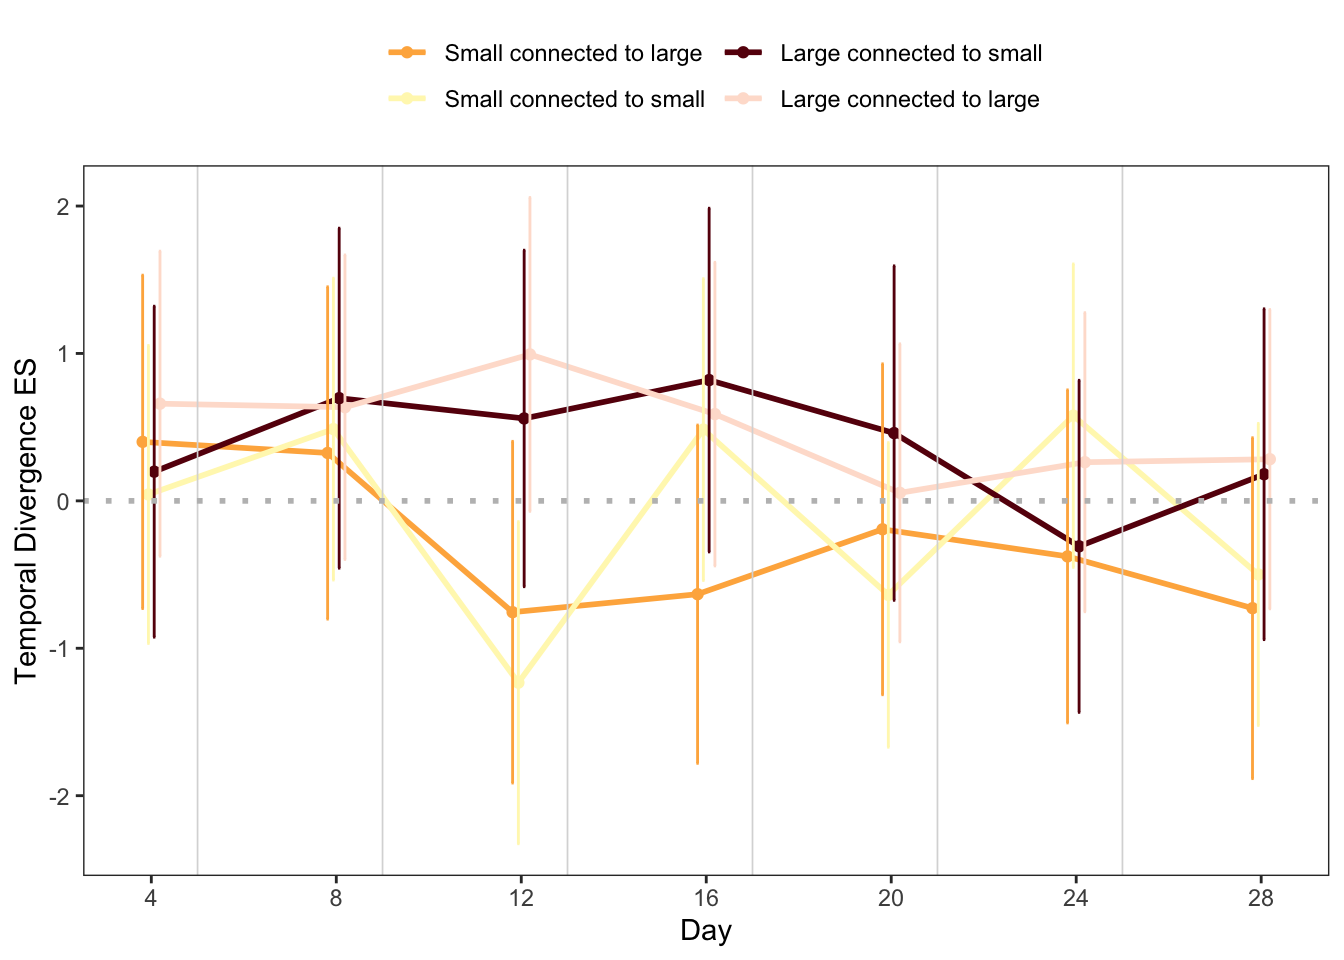 Small connected to large
Large connected to small
Small connected to small
Large connected to large
2
1
0
-1
-2
Temporal Divergence ES
4 8 12 16 20 24 28
Day